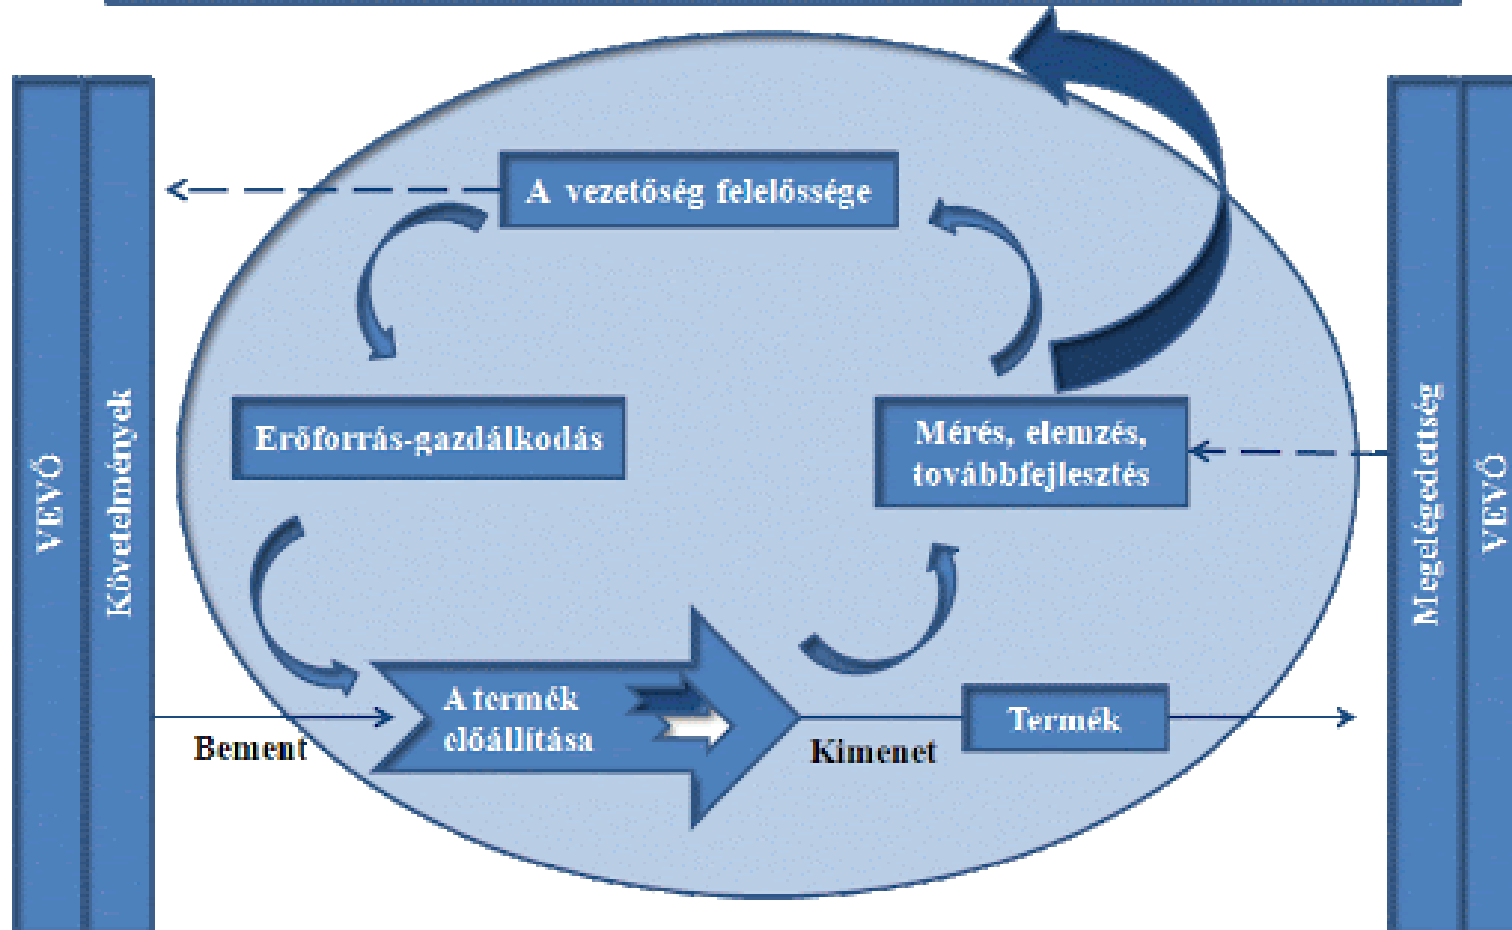 VEVŐ
Követelmények
A vezetőség felelőssége
Erőforrás-gazdálkodás
Mérés, elemzés,
továbbfejlesztés
A termék
előállítása
Bement
Kimenet
Termék
Megelégedettség
VEVŐ